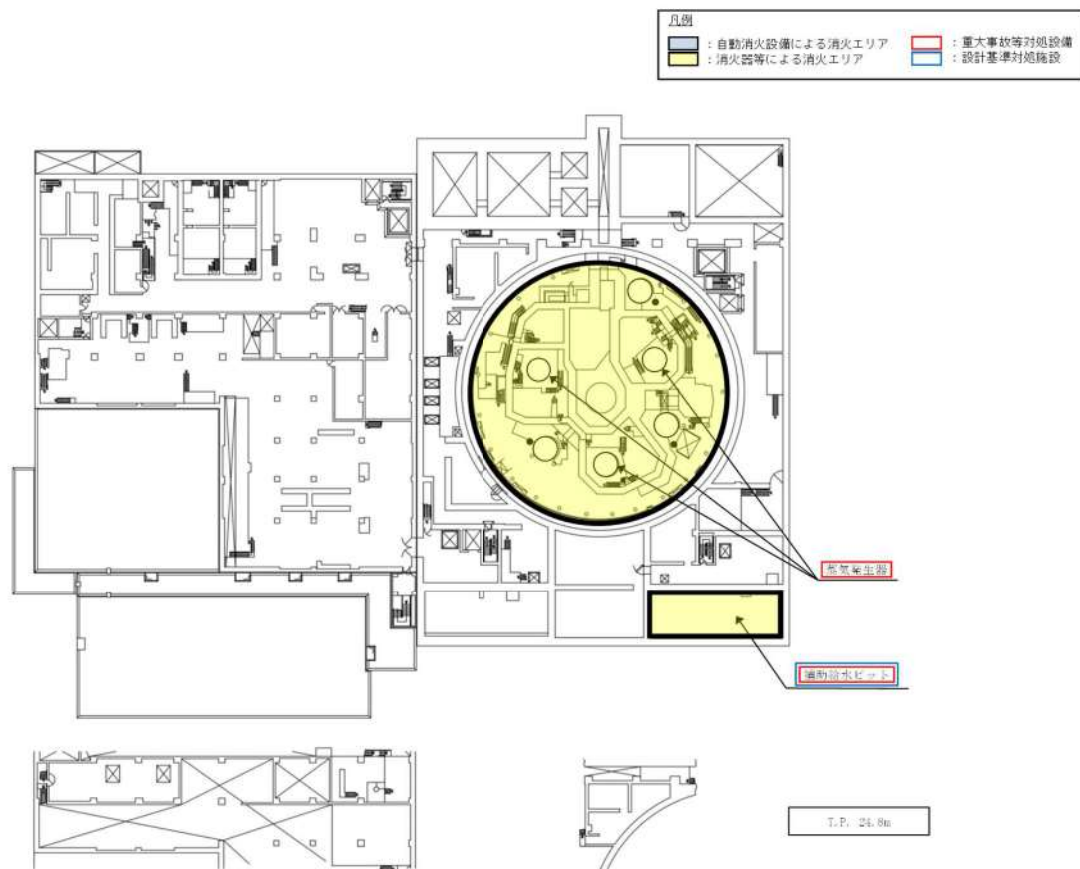 凡例
：自動消火設備による消火エリア
：消火器等による消火エリア
：重大事故等対処設備
：設計基準対処施設
蒸気発生器
補助給水ピット
T.P. 24.8m